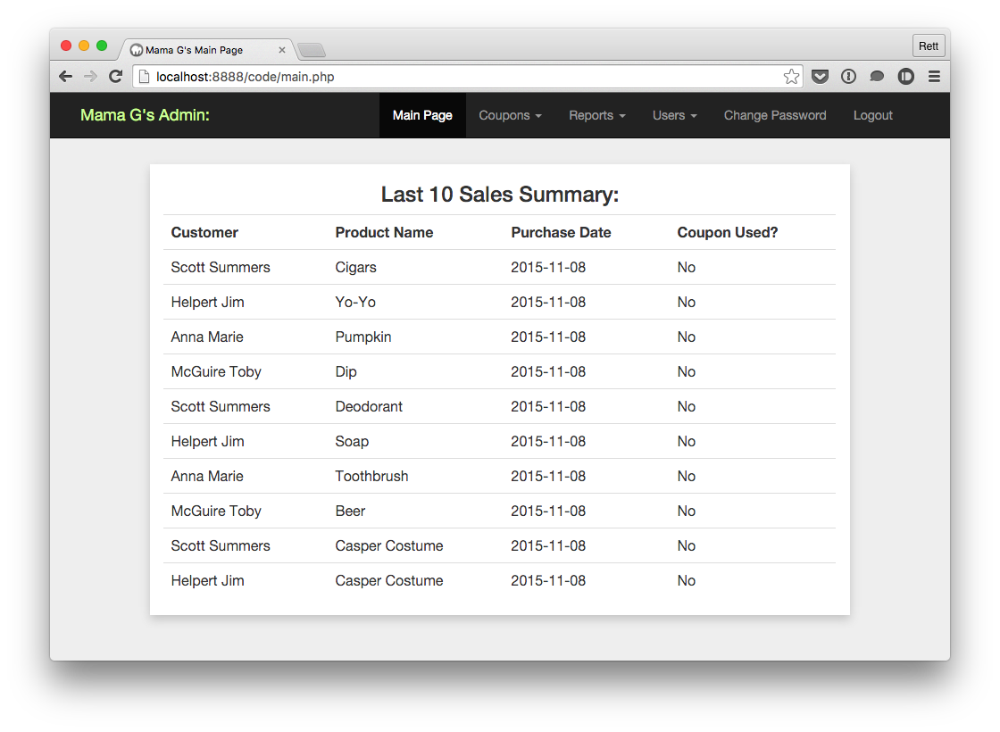 Mama G's Main Page
Rett
localhost:8888/code/main.php
Mama G's Admin: Main Page Coupons Reports Users Change Password Logout
Last 10 Sales Summary:
Customer Product Name Purchase Date Coupon Used?
Scott Summers Cigars 2015-11-08 No
Helpert Jim Yo-Yo 2015-11-08 No
Anna Marie Pumpkin 2015-11-08 No
McGuire Toby Dip 2015-11-08 No
Scott Summers Deodorant 2015-11-08 No
Helpert Jim Soap 2015-11-08 No
Anna Marie Toothbrush 2015-11-08 No
McGuire Toby Beer 2015-11-08 No
Scott Summers Casper Costume 2015-11-08 No
Helpert Jim Casper Costume 2015-11-08 No